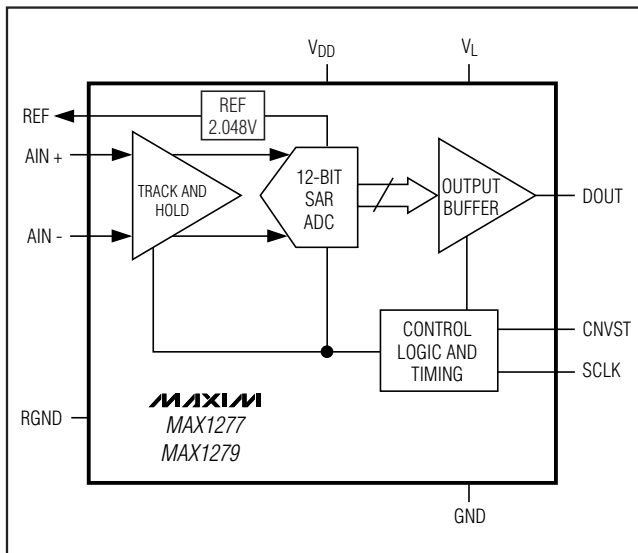 VDD
VL
REF
REF
2.048V
AIN +
TRACK AND
HOLD
12-BIT
SAR
ADC
OUTPUT
BUFFER
DOUT
AIN -
CONTROL
LOGIC AND
TIMING
CNVST
SCLK
MAXIM
MAX1277
MAX1279
RGND
GND